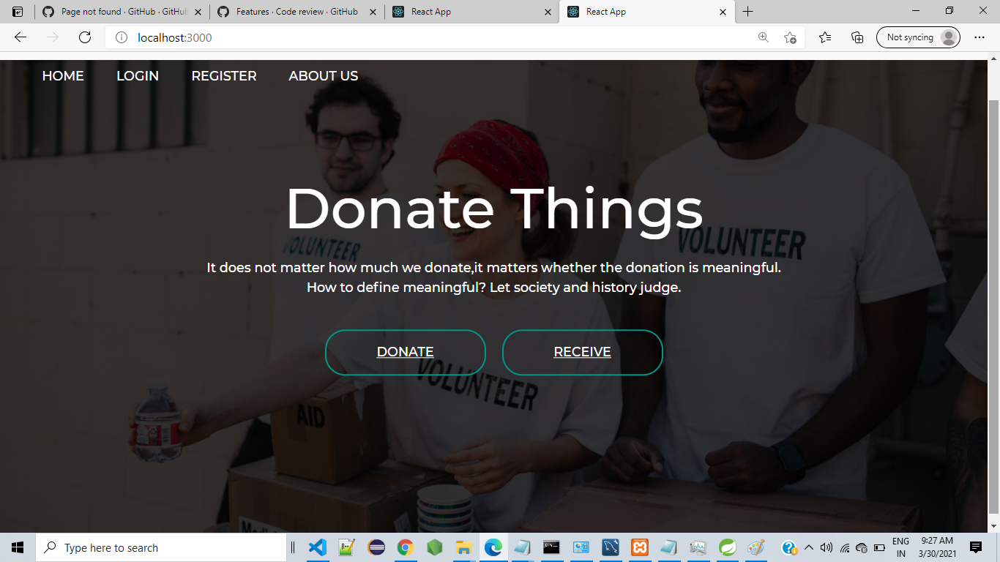 Page not found · GitHub · GitHub
Features · Code review · GitHub
React App
React App
localhost:3000
Not syncing
HOME LOGIN REGISTER ABOUT US
Donate Things
VOLUNTEER
VOLUNTEER
It does not matter how much we donate,it matters whether the donation is meaningful.
How to define meaningful? Let society and history judge.
DONATE RECEIVE
VOLUNTEER
AID
Type here to search
ENG
IN
9:27 AM
3/30/2021